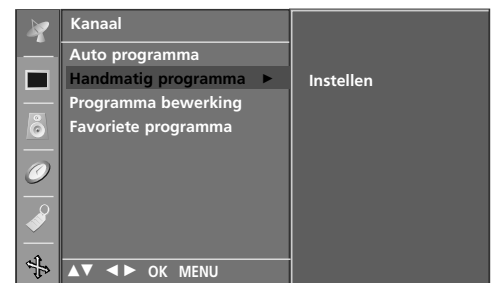 Kanaal
Auto programma
Handmatig programma ►
Instellen
Programma bewerking
Favoriete programma
▲▼ ◄► OK MENU